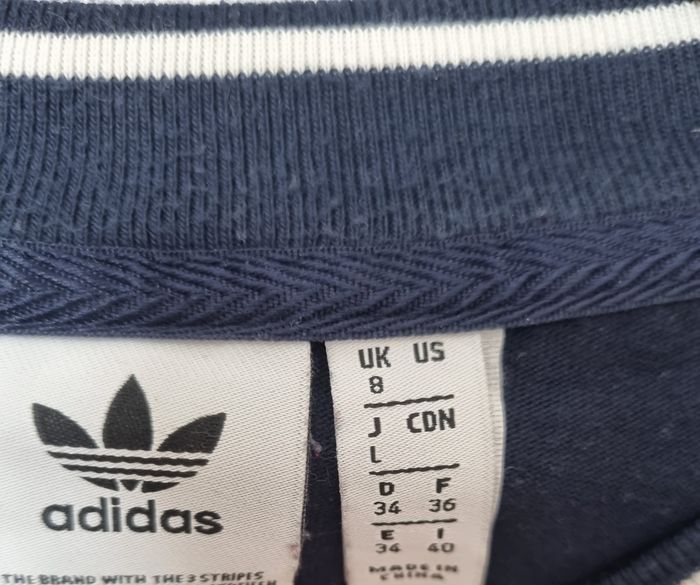 adidas
THE BRAND WITH THE 3 STRIPES
UK US
8
J CDN
L
D F
34 36
E I
34 40
MADE IN
CHINA